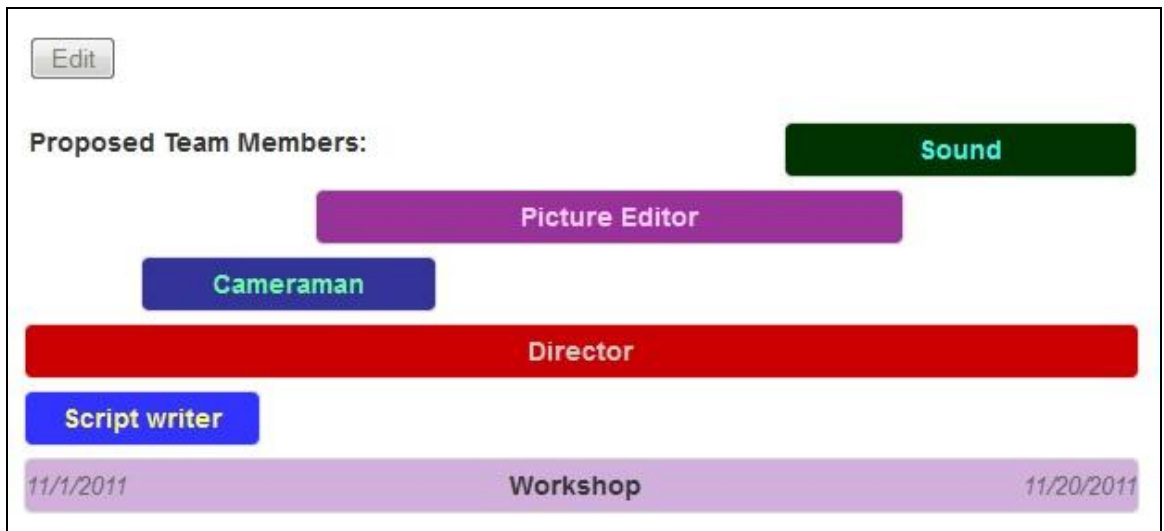 Edit
Proposed Team Members:
Sound
Picture Editor
Cameraman
Director
Script writer
11/1/2011 Workshop 11/20/2011